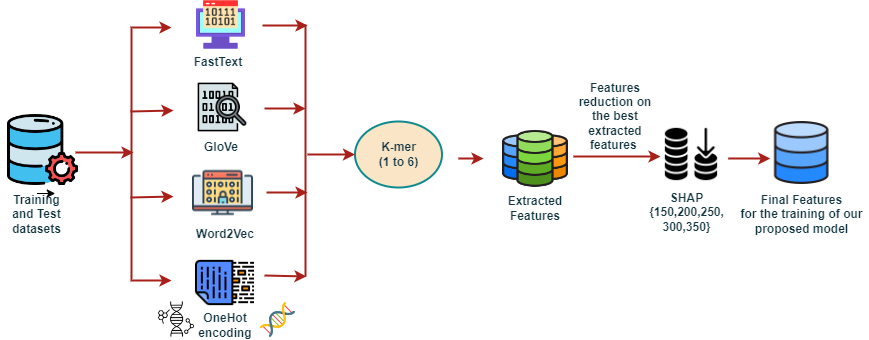 10111
10101
FastText
GloVe
Word2Vec
OneHot
encoding
Training
and Test
datasets
K-mer
(1 to 6)
Extracted
Features
Features
reduction on
the best
extracted
features
SHAP
{150,200,250,
300,350}
Final Features
for the training of our
proposed model